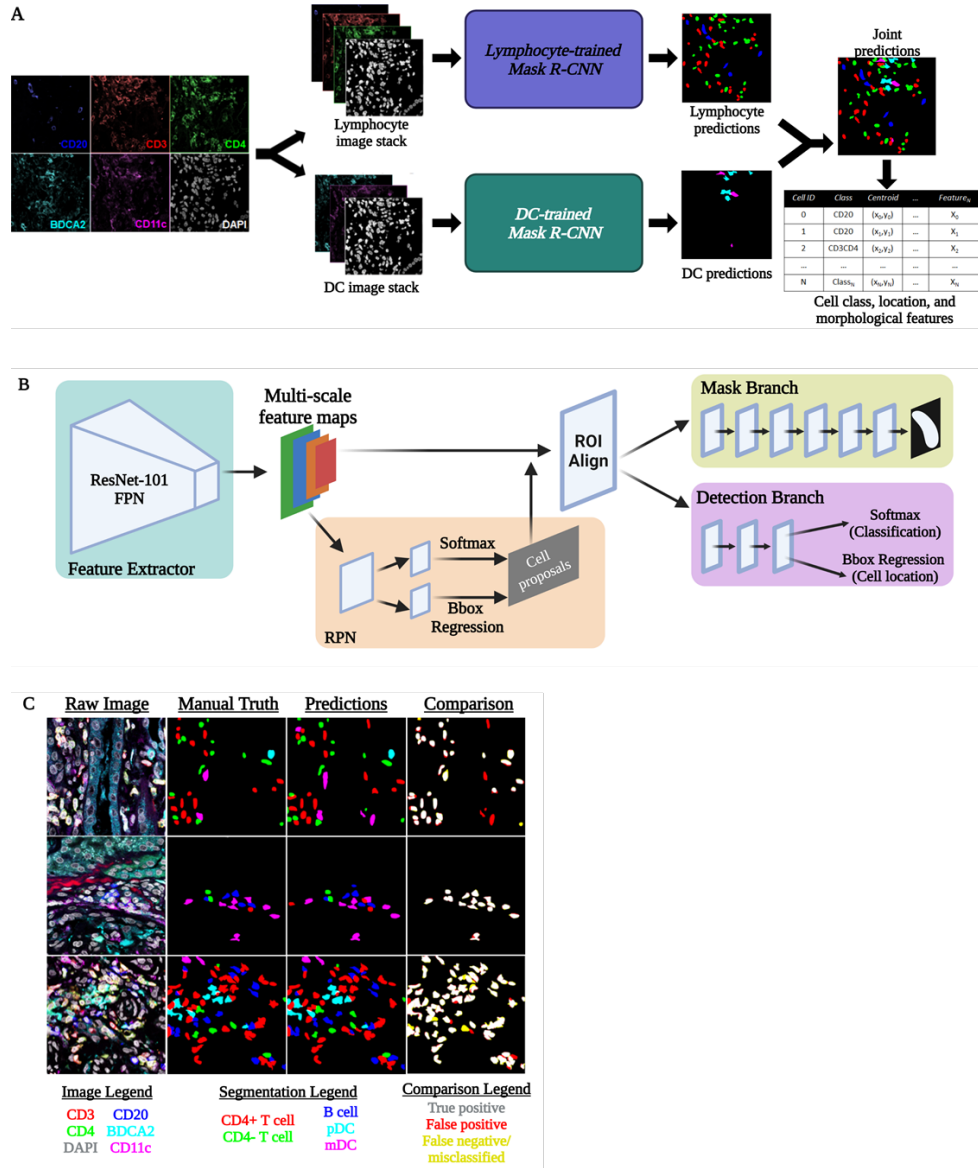 A
CD20
CD3
CD4
BDCA2
CD11c
DAPI
Lymphocyte
image stack
Lymphocyte-trained
Mask R-CNN
Lymphocyte
predictions
Joint
predictions
DC image stack
DC-trained
Mask R-CNN
DC predictions
Cell ID Class Centroid ... Feature_N
0 CD20 (x₀,y₀) ... X₀
1 CD20 (x₁,y₁) ... X₁
2 CD3CD4 (x₂,y₂) ... X₂
... ... ... ... ...
N Class_N (x_N,y_N) ... X_N
Cell class, location, and
morphological features
B
ResNet-101
FPN
Feature Extractor
Multi-scale
feature maps
RPN
Softmax
Bbox
Regression
Cell
proposals
ROI
Align
Mask Branch
Detection Branch
Softmax
(Classification)
Bbox Regression
(Cell location)
C
Raw Image Manual Truth Predictions Comparison
Image Legend
CD3 CD20
CD4 BDCA2
DAPI CD11c
Segmentation Legend
CD4+ T cell
CD4- T cell
B cell
pDC
mDC
Comparison Legend
True positive
False positive
False negative/
misclassified